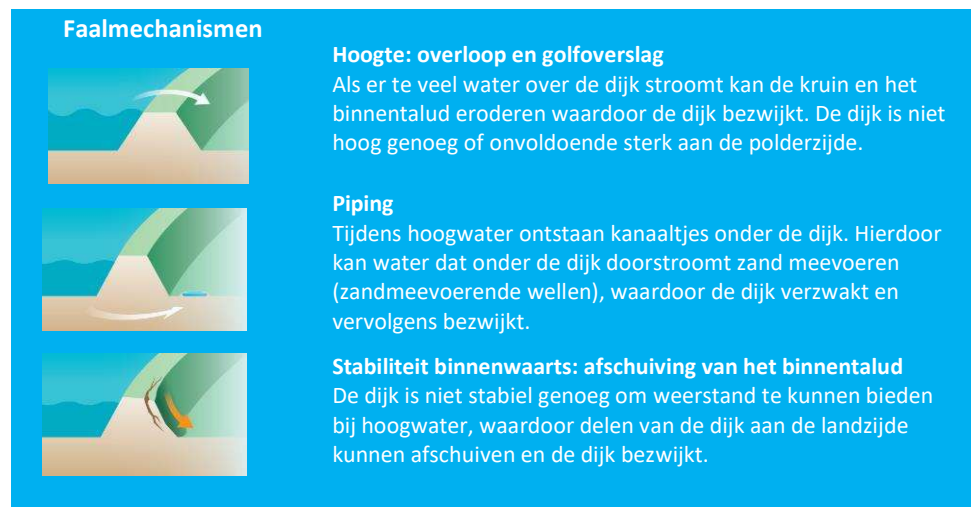 Faalmechanismen
Hoogte: overloop en golfoverslag
Als er te veel water over de dijk stroomt kan de kruin en het
binnentalud eroderen waardoor de dijk bezwijkt. De dijk is niet
hoog genoeg of onvoldoende sterk aan de polderzijde.
Piping
Tijdens hoogwater ontstaan kanaaltjes onder de dijk. Hierdoor
kan water dat onder de dijk doorstroomt zand meevoeren
(zandmeevoerende wellen), waardoor de dijk verzwakt en
vervolgens bezwijkt.
Stabiliteit binnenwaarts: afschuiving van het binnentalud
De dijk is niet stabiel genoeg om weerstand te kunnen bieden
bij hoogwater, waardoor delen van de dijk aan de landzijde
kunnen afschuiven en de dijk bezwijkt.